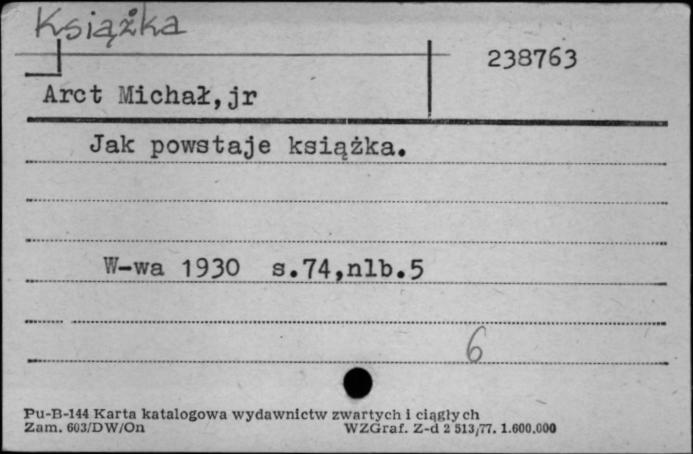 Książka
238763
Arct Michał,jr
Jak powstaje książka.
W-wa 1930 s.74,nlb.5
6
Pu-B-144 Karta katalogowa wydawnictw zwartych i ciągłych
Zam. 603/DW/On WZGraf. Z-d 2 513/77. 1.600.000